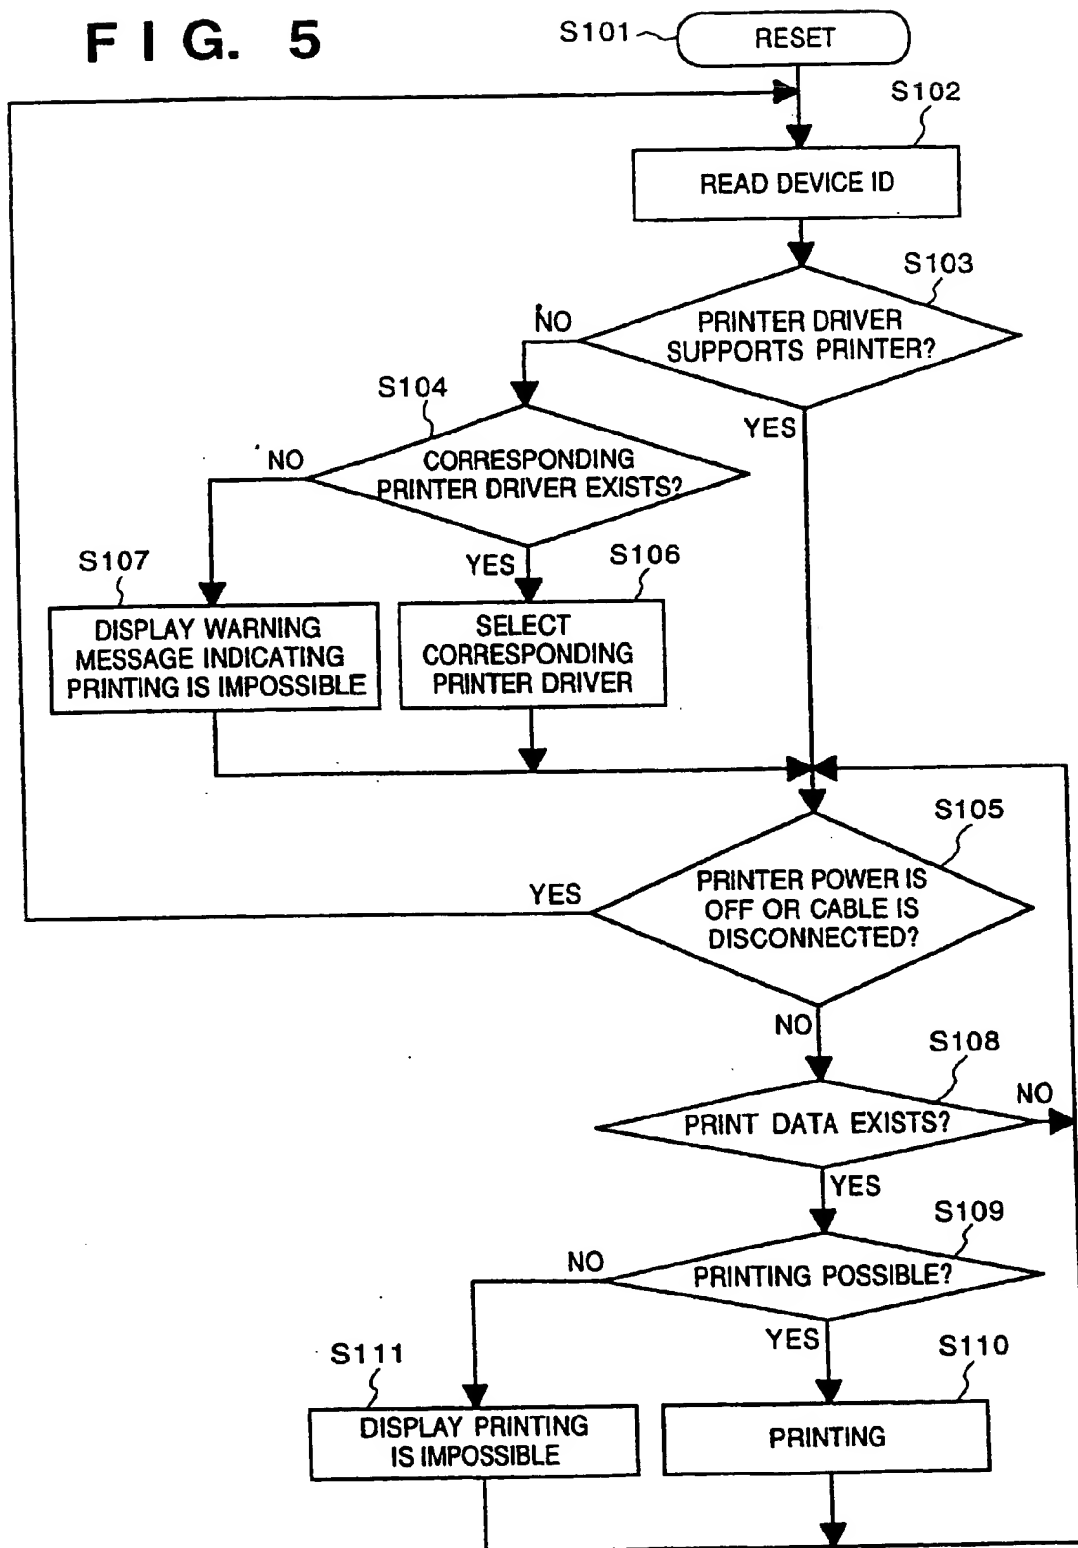 FIG. 5
S101
RESET
S102
READ DEVICE ID
S103
PRINTER DRIVER
SUPPORTS PRINTER?
NO
YES
S104
CORRESPONDING
PRINTER DRIVER EXISTS?
NO
YES
S107
DISPLAY WARNING
MESSAGE INDICATING
PRINTING IS IMPOSSIBLE
S106
SELECT
CORRESPONDING
PRINTER DRIVER
S105
PRINTER POWER IS
OFF OR CABLE IS
DISCONNECTED?
YES
NO
S108
PRINT DATA EXISTS?
NO
YES
S109
PRINTING POSSIBLE?
NO
YES
S111
DISPLAY PRINTING
IS IMPOSSIBLE
S110
PRINTING